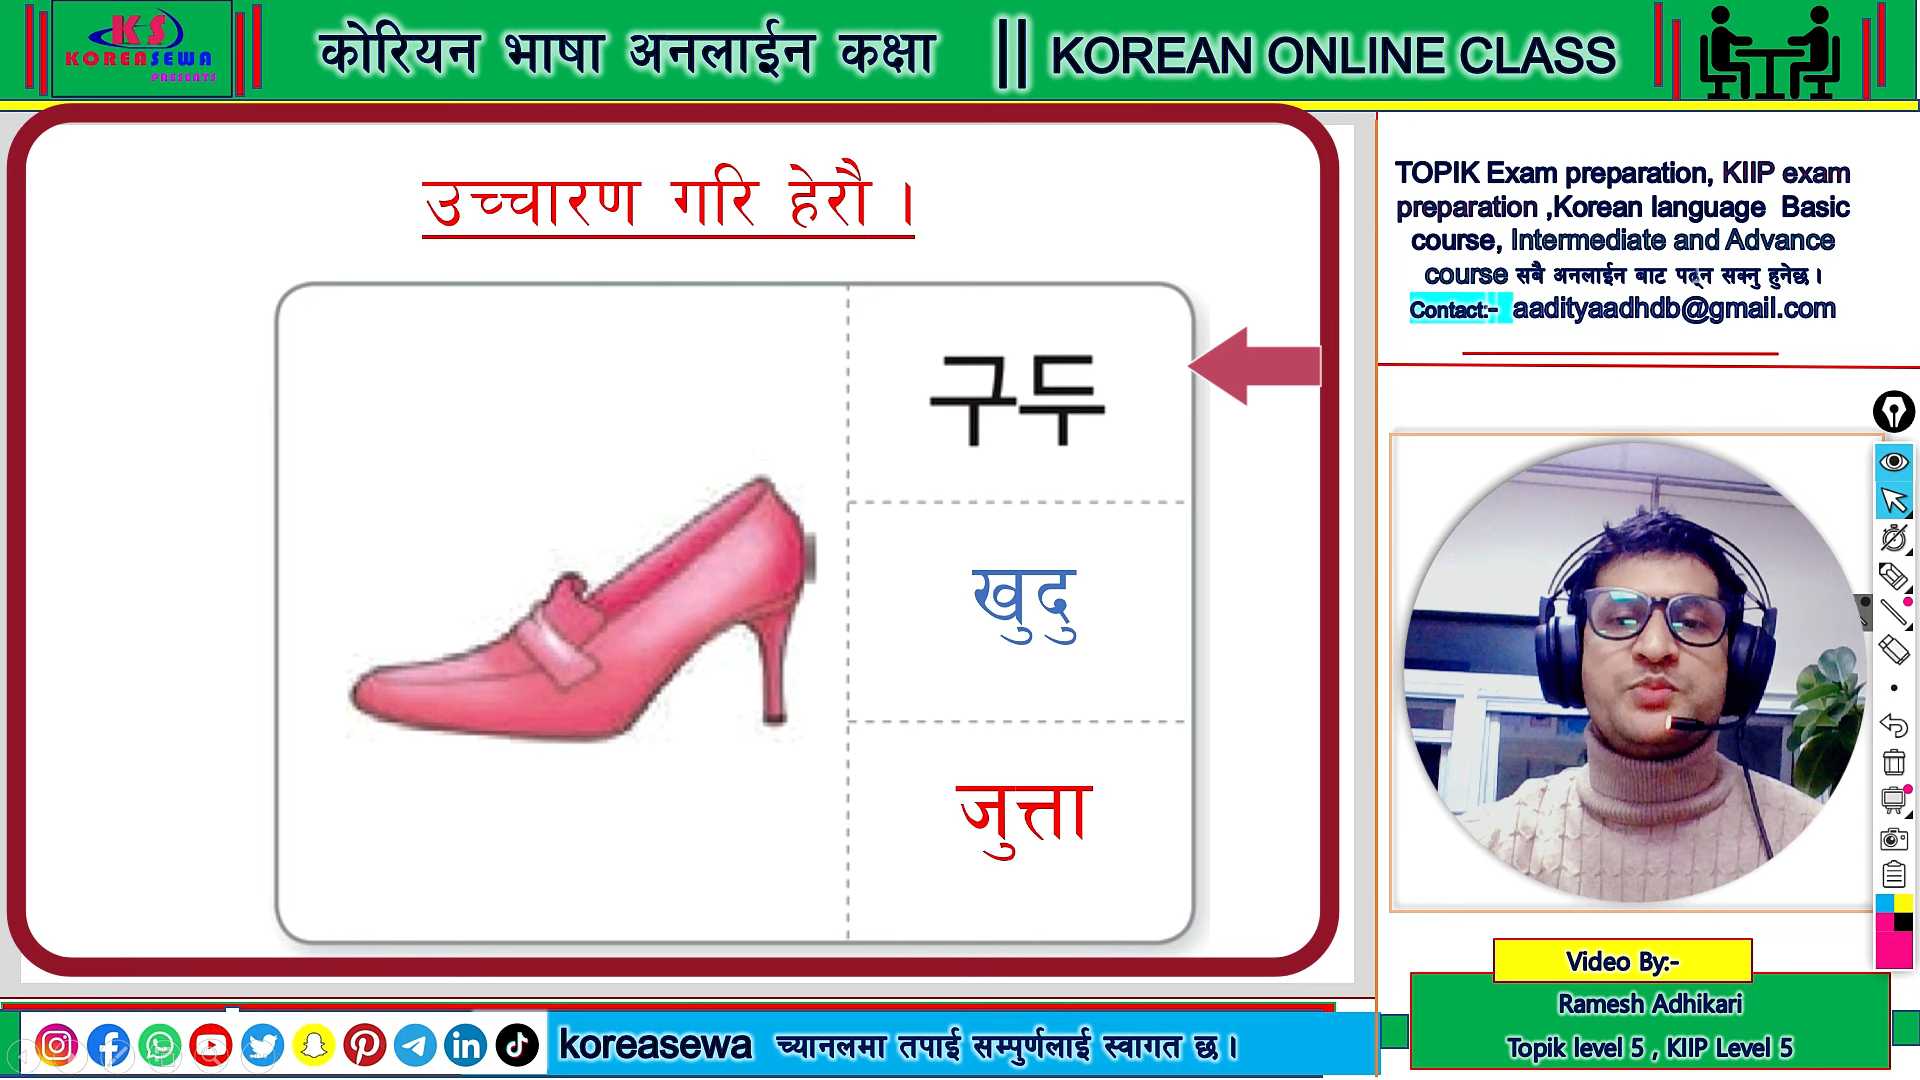 KS
KOREASEWA
PRESENTS
कोरियन भाषा अनलाईन कक्षा || KOREAN ONLINE CLASS
उच्चारण गरि हेरौ ।
구두
खुदु
जुत्ता
TOPIK Exam preparation, KIIP exam
preparation ,Korean language Basic
course, Intermediate and Advance
course सबै अनलाईन बाट पढ्न सक्नु हुनेछ ।
Contact:- aadityaadhdb@gmail.com
Video By:-
Ramesh Adhikari
Topik level 5 , KIIP Level 5
koreasewa च्यानलमा तपाई सम्पुर्णलाई स्वागत छ ।